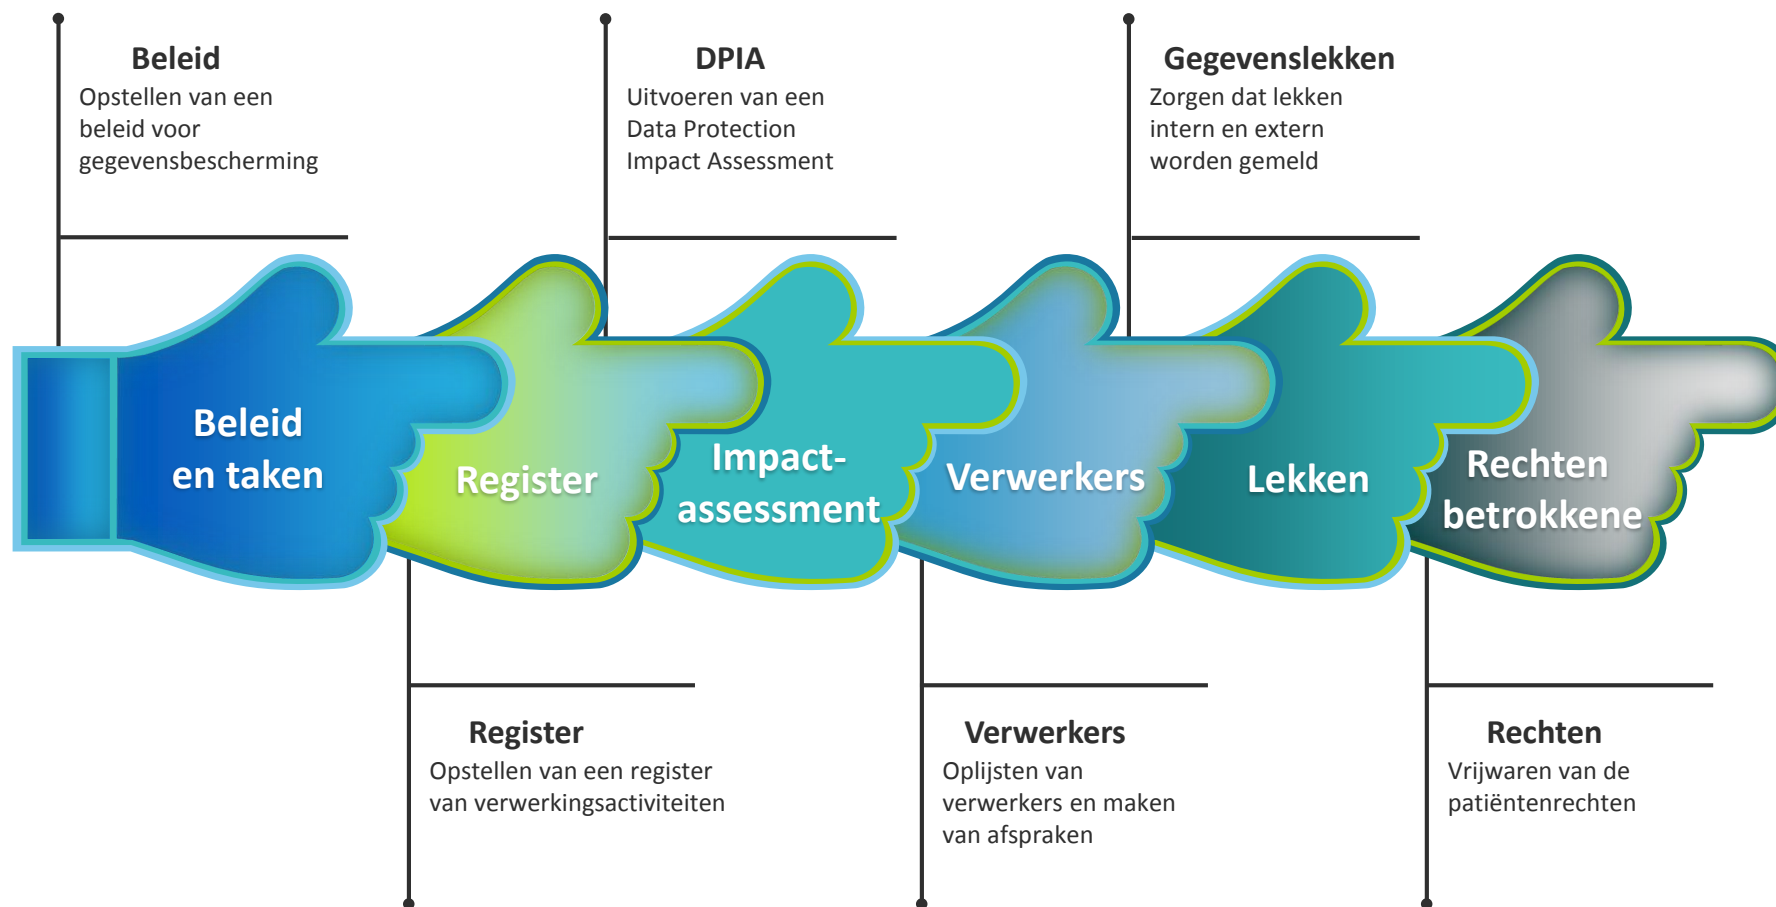 Beleid
Opstellen van een
beleid voor
gegevensbescherming
DPIA
Uitvoeren van een
Data Protection
Impact Assessment
Gegevenslekken
Zorgen dat lekken
intern en extern
worden gemeld
Beleid
en taken
Register
Impact-
assessment
Verwerkers
Lekken
Rechten
betrokkene
Register
Opstellen van een register
van verwerkingsactiviteiten
Verwerkers
Oplijsten van
verwerkers en maken
van afspraken
Rechten
Vrijwaren van de
patiëntenrechten